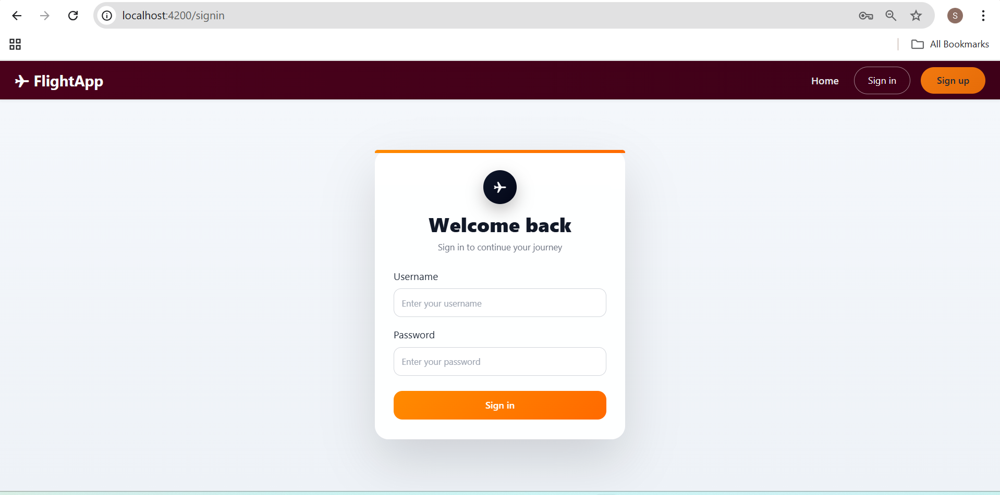 localhost:4200/signin
S
All Bookmarks
FlightApp
Home
Sign in
Sign up
Welcome back
Sign in to continue your journey
Username
Enter your username
Password
Enter your password
Sign in